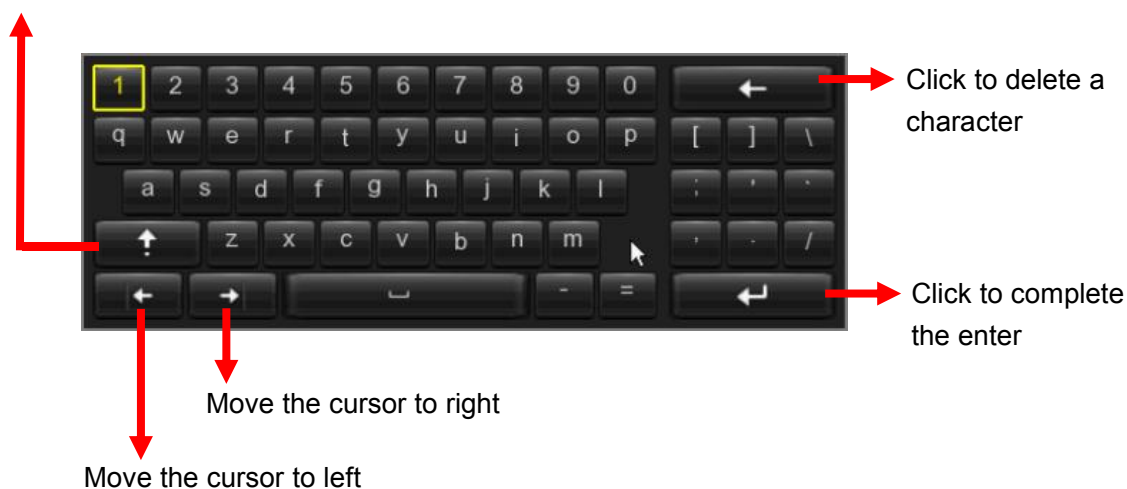 1 2 3 4 5 6 7 8 9 0
Click to delete a
character
q w e r t y u i o p [ ] \
a s d f g h j k l ; ' `
z x c v b n m , . /
- =
Click to complete
the enter
Move the cursor to right
Move the cursor to left